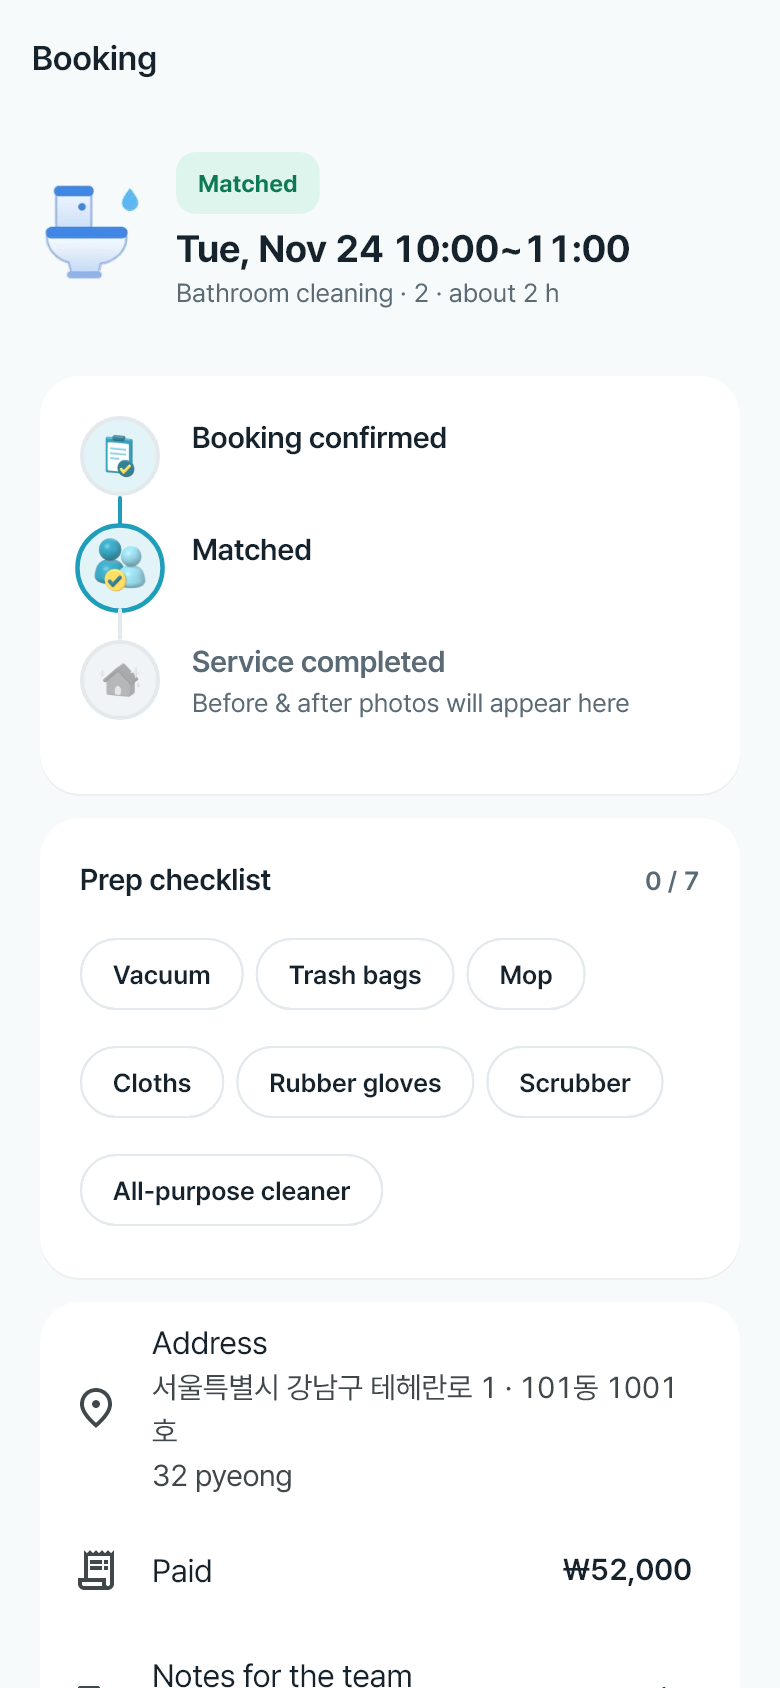 Booking
Matched
Tue, Nov 24 10:00~11:00
Bathroom cleaning · 2 · about 2 h
Booking confirmed
Matched
Service completed
Before & after photos will appear here
Prep checklist 0 / 7
Vacuum Trash bags Mop
Cloths Rubber gloves Scrubber
All-purpose cleaner
Address
서울특별시 강남구 테헤란로 1 · 101동 1001
호
32 pyeong
Paid ₩52,000
Notes for the team